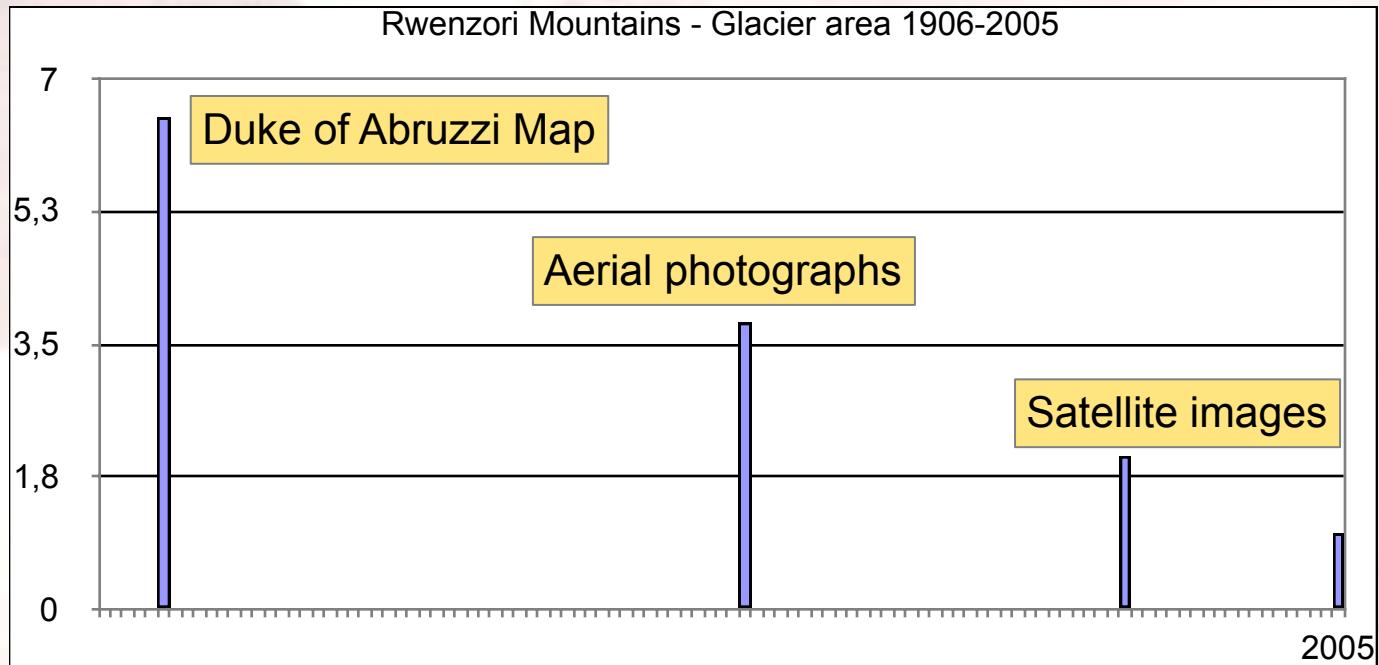 Rwenzori Mountains - Glacier area 1906-2005
7
Duke of Abruzzi Map
5,3
Aerial photographs
3,5
Satellite images
1,8
0
2005